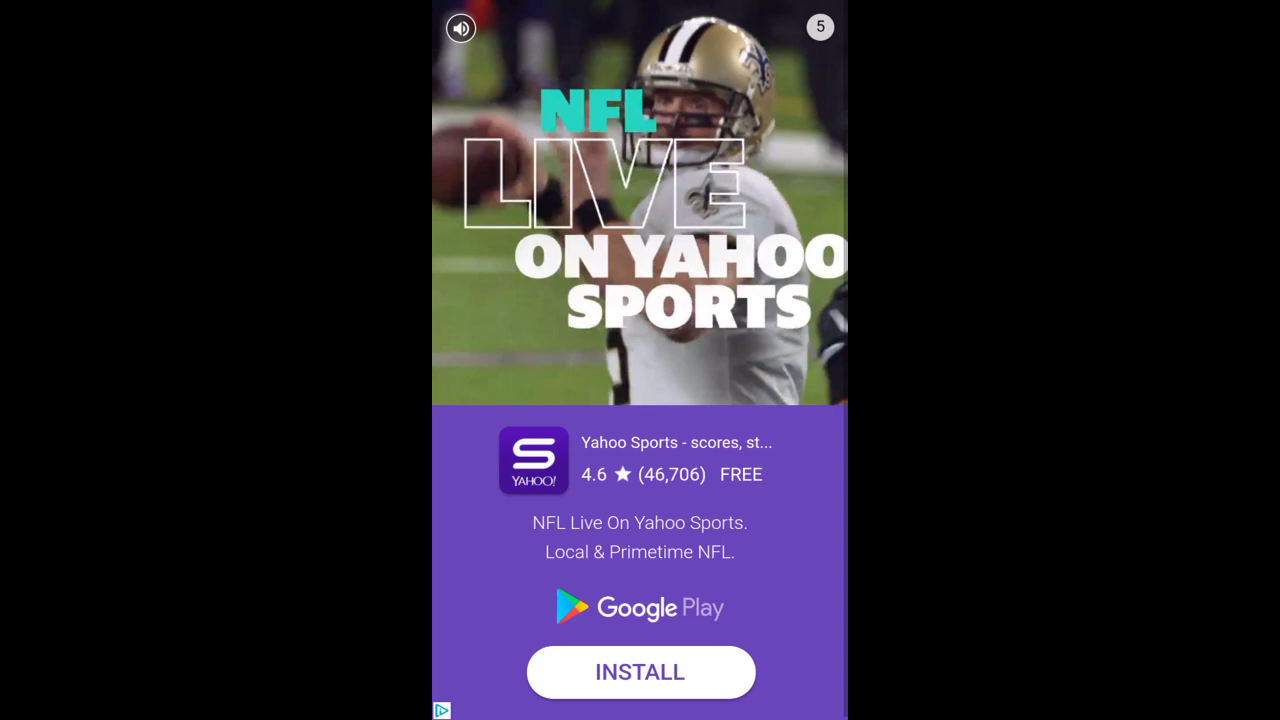 5
NFL
LIVE
ON YAHOO
SPORTS
S
YAHOO!
Yahoo Sports - scores, st...
4.6 ★ (46,706) FREE
NFL Live On Yahoo Sports.
Local & Primetime NFL.
Google Play
INSTALL